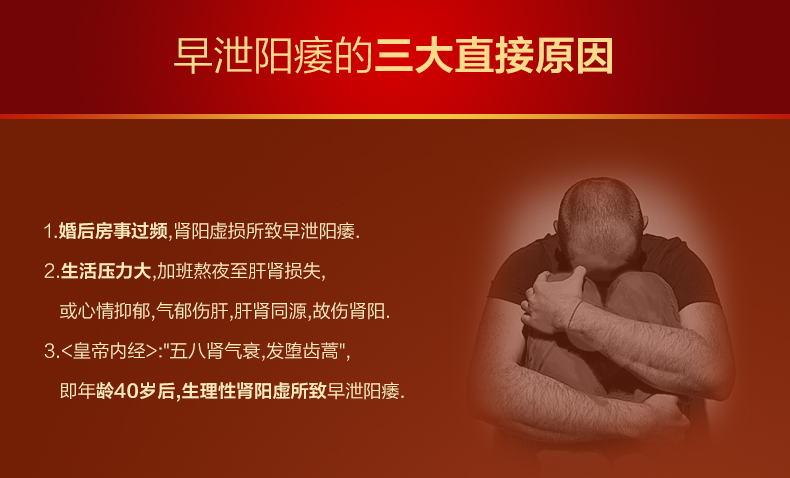 早泄阳痿的三大直接原因
1.婚后房事过频,肾阳虚损所致早泄阳痿.
2.生活压力大,加班熬夜至肝肾损失,
或心情抑郁,气郁伤肝,肝肾同源,故伤肾阳.
3.<皇帝内经>:"五八肾气衰,发堕齿蒿",
即年龄40岁后,生理性肾阳虚所致早泄阳痿.